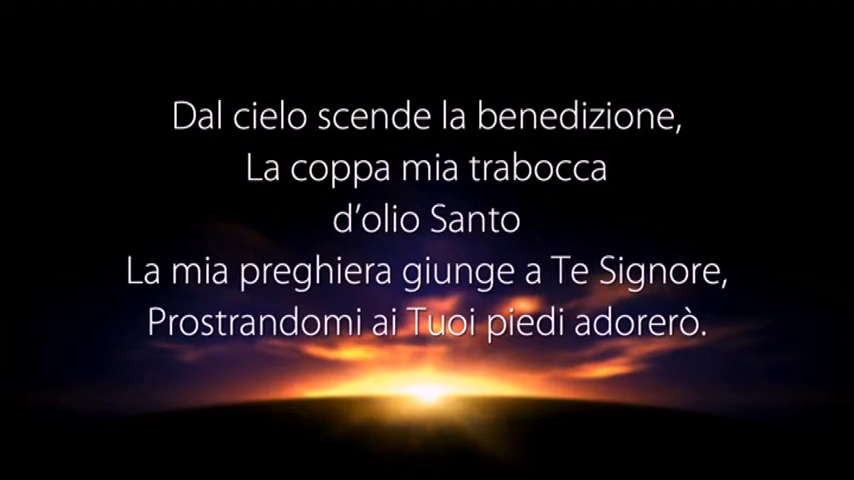 Dal cielo scende la benedizione,
La coppa mia trabocca
d’olio Santo
La mia preghiera giunge a Te Signore,
Prostrandomi ai Tuoi piedi adorerò.